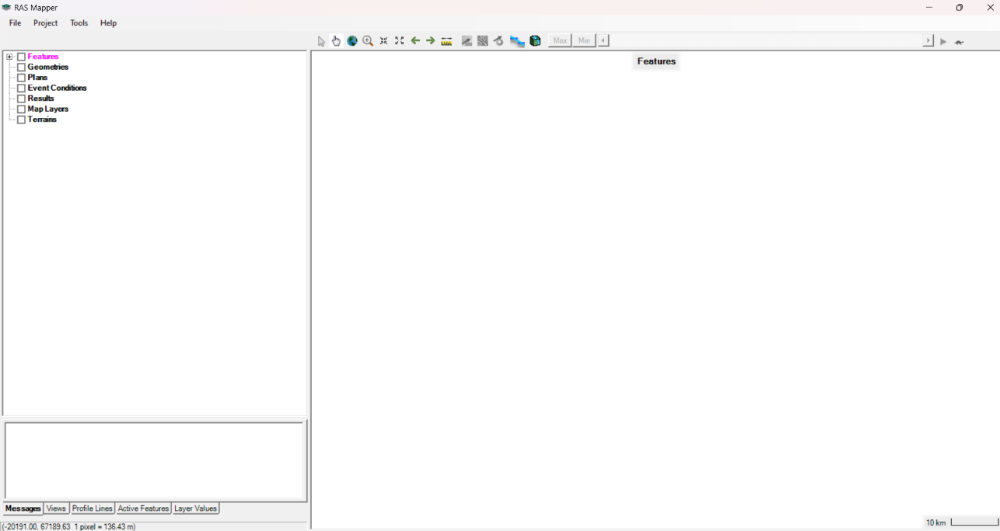 RAS Mapper
File Project Tools Help
Max Min
Features
Geometries
Plans
Event Conditions
Results
Map Layers
Terrains
Features
Messages Views Profile Lines Active Features Layer Values
(-20191.00, 67189.63 1 pixel = 136.43 m)
10 km